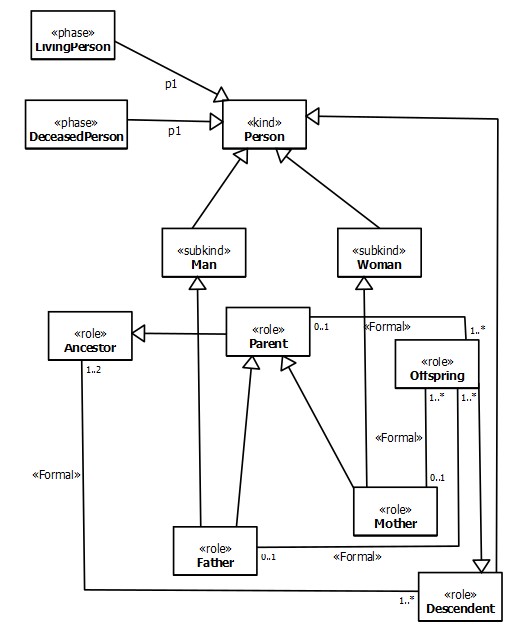 «phase»
LivingPerson
p1
«phase»
DeceasedPerson
p1
«kind»
Person
«subkind»
Man
«subkind»
Woman
«role»
Ancestor
«role»
Parent
0..1
«Formal»
1..*
«role»
Offspring
1..2
1..*
1..*
«Formal»
«Formal»
0..1
«role»
Mother
«role»
Father
0..1
«Formal»
1..*
«role»
Descendent